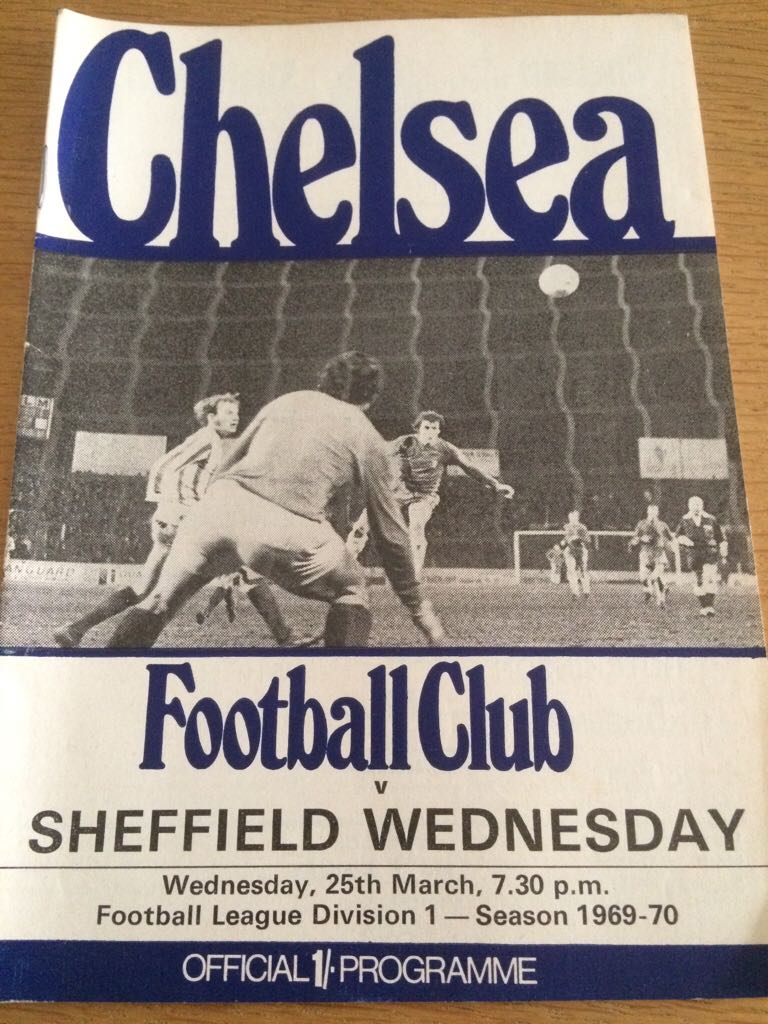 Chelsea
ANGUARD
Football Club
v
SHEFFIELD WEDNESDAY
Wednesday, 25th March, 7.30 p.m.
Football League Division 1 — Season 1969-70
OFFICIAL 1/- PROGRAMME